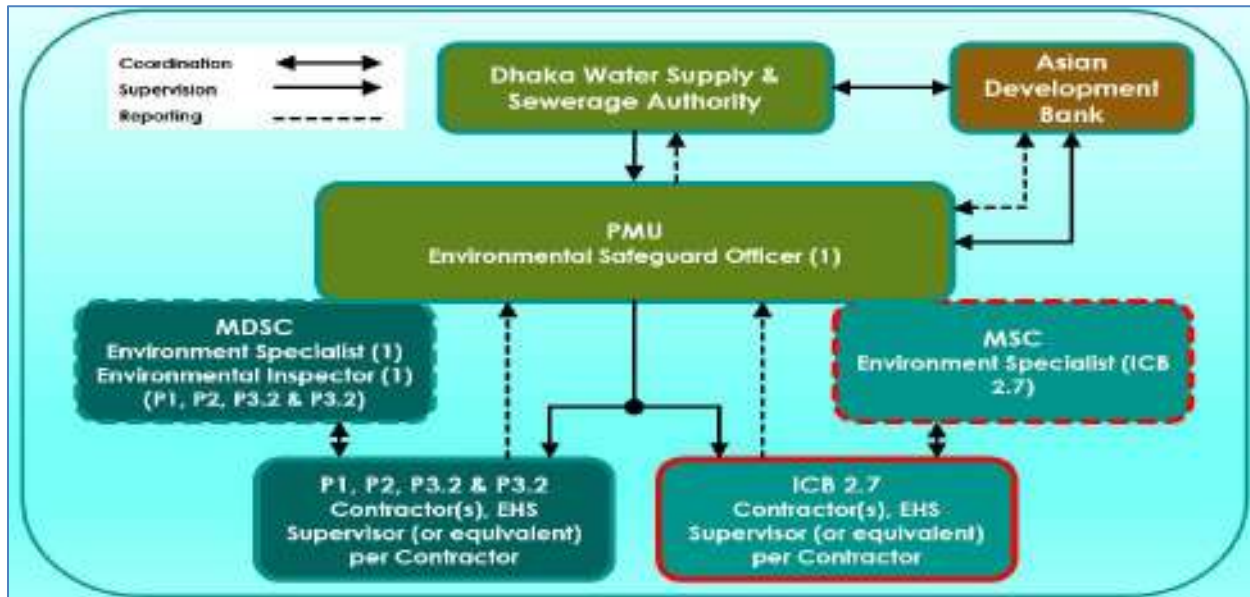 Coordination
Supervision
Reporting
Dhaka Water Supply &
Sewerage Authority
Asian
Development
Bank
PMU
Environmental Safeguard Officer (1)
MDSC
Environment Specialist (1)
Environmental Inspector (1)
(P1, P2, P3.2 & P3.2)
MSC
Environment Specialist (ICB
2.7)
P1, P2, P3.2 & P3.2
Contractor(s), EHS
Supervisor (or equivalent)
per Contractor
ICB 2.7
Contractor(s), EHS
Supervisor (or equivalent)
per Contractor